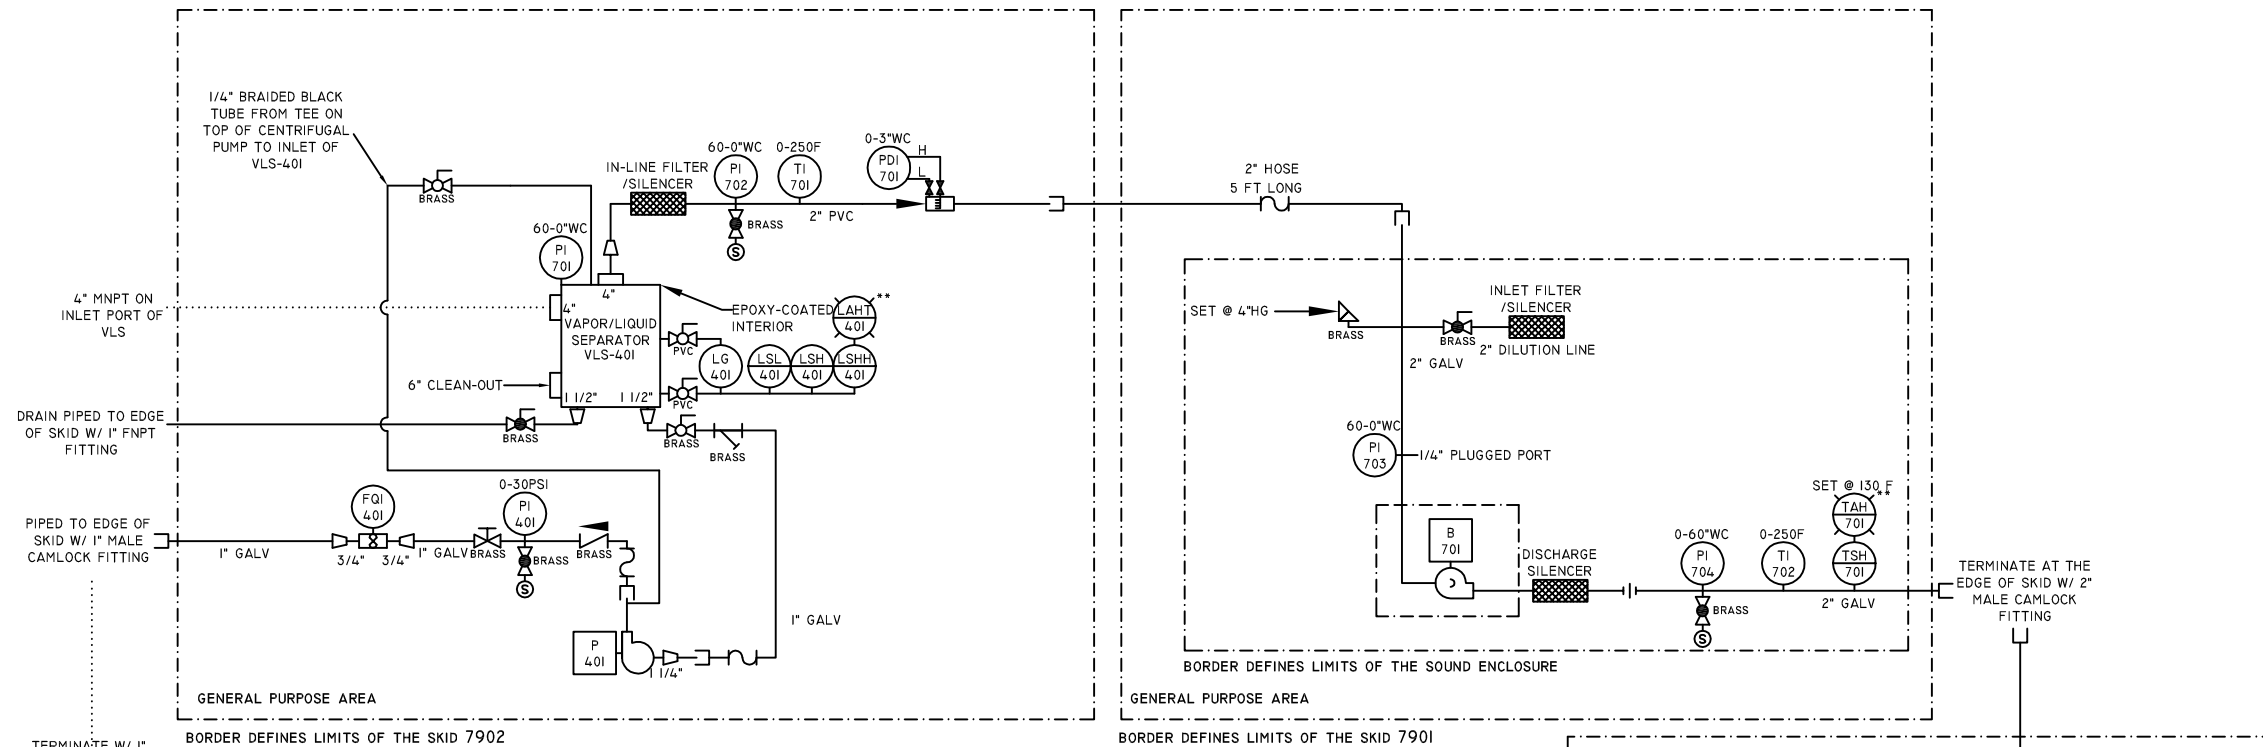 1/4" BRAIDED BLACK
TUBE FROM TEE ON
TOP OF CENTRIFUGAL
PUMP TO INLET OF
VLS-401
BRASS
IN-LINE FILTER
/SILENCER
60-0"WC
PI
702
BRASS
S
0-250F
TI
701
2" PVC
0-3"WC
PDI
701
H
L
60-0"WC
PI
701
4" MNPT ON
INLET PORT OF
VLS
4"
4"
VAPOR/LIQUID
SEPARATOR
VLS-401
EPOXY-COATED
INTERIOR
LAHT
401
**
PVC
LG
401
LSL
401
LSH
401
LSHH
401
PVC
6" CLEAN-OUT
1 1/2"
1 1/2"
DRAIN PIPED TO EDGE
OF SKID W/ 1" FNPT
FITTING
BRASS
BRASS
BRASS
PIPED TO EDGE OF
SKID W/ 1" MALE
CAMLOCK FITTING
1" GALV
FQI
401
3/4"
3/4"
1" GALV
BRASS
0-30PSI
PI
401
BRASS
S
BRASS
P
401
1 1/4"
1" GALV
GENERAL PURPOSE AREA
BORDER DEFINES LIMITS OF THE SKID 7902
TERMINATE W/ 1"
2" HOSE
5 FT LONG
SET @ 4"HG
BRASS
BRASS
INLET FILTER
/SILENCER
2" DILUTION LINE
2" GALV
60-0"WC
PI
703
1/4" PLUGGED PORT
B
701
DISCHARGE
SILENCER
0-60"WC
PI
704
BRASS
S
0-250F
TI
702
SET @ 130 F
**
TAH
701
TSH
701
2" GALV
TERMINATE AT THE
EDGE OF SKID W/ 2"
MALE CAMLOCK
FITTING
BORDER DEFINES LIMITS OF THE SOUND ENCLOSURE
GENERAL PURPOSE AREA
BORDER DEFINES LIMITS OF THE SKID 7901